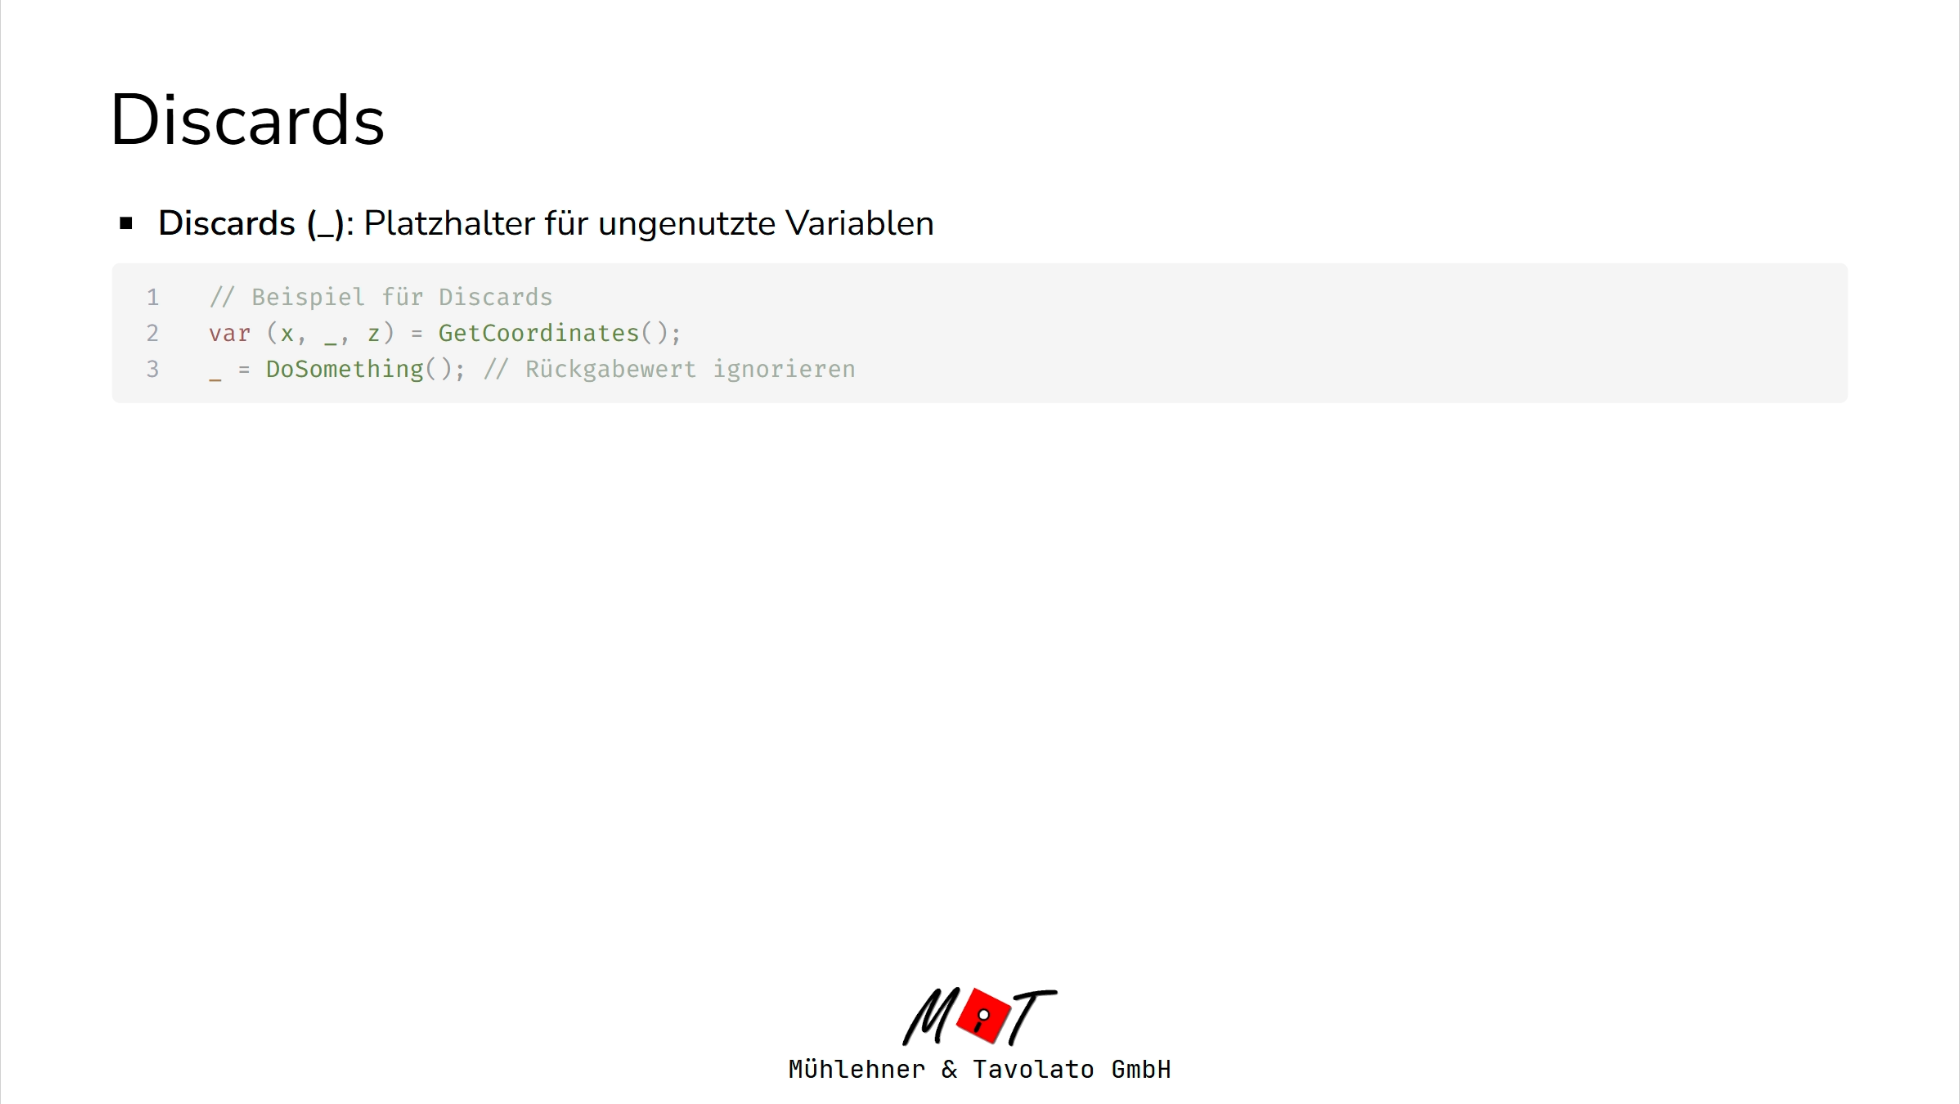 Discards
▪ Discards (_): Platzhalter für ungenutzte Variablen
1 // Beispiel für Discards
2 var (x, _, z) = GetCoordinates();
3 _ = DoSomething(); // Rückgabewert ignorieren
M T
Mühlehner & Tavolato GmbH